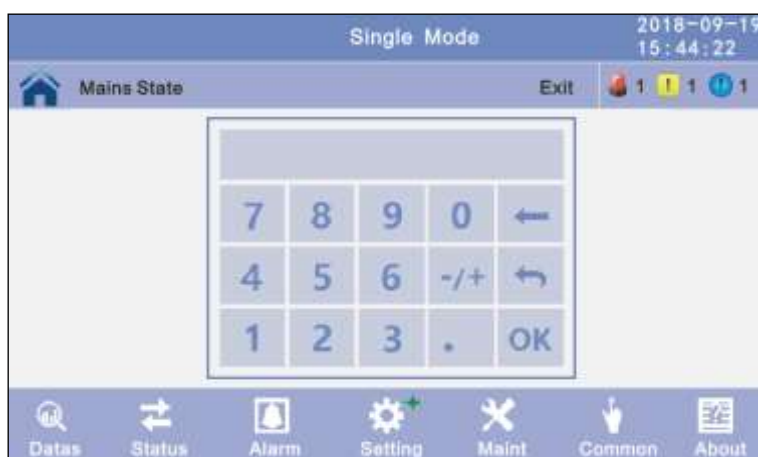 Single Mode
2018-09-19
15:44:22
Mains State
Exit
1 ! 1 ! 1
7 8 9 0
4 5 6 -/+
1 2 3 . OK
Datas Status Alarm Setting Maint Common About